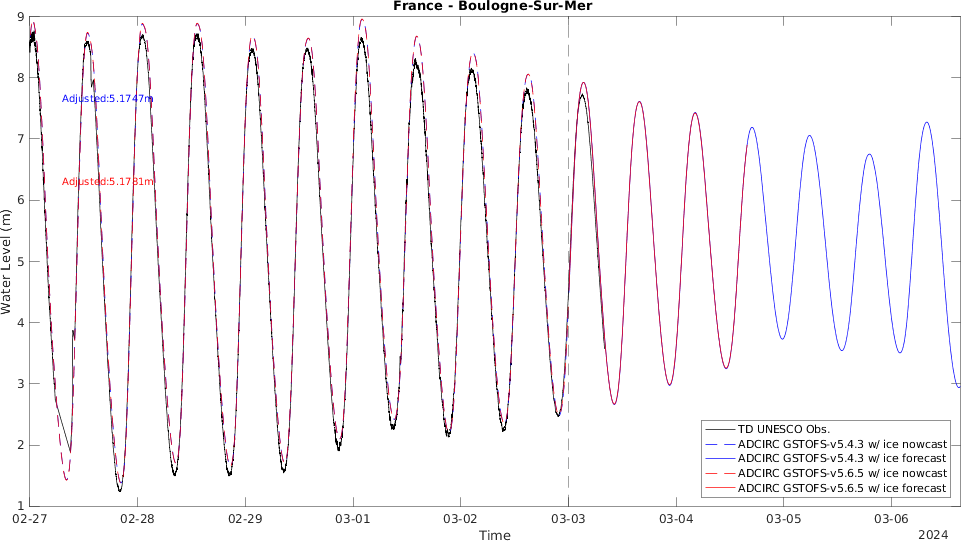 France - Boulogne-Sur-Mer
Water Level (m)
9
8
7
6
5
4
3
2
1
Adjusted:5.1747m
Adjusted:5.1781m
TD UNESCO Obs.
ADCIRC GSTOFS-v5.4.3 w/ ice nowcast
ADCIRC GSTOFS-v5.4.3 w/ ice forecast
ADCIRC GSTOFS-v5.6.5 w/ ice nowcast
ADCIRC GSTOFS-v5.6.5 w/ ice forecast
02-27 02-28 02-29 03-01 03-02 03-03 03-04 03-05 03-06
Time
2024